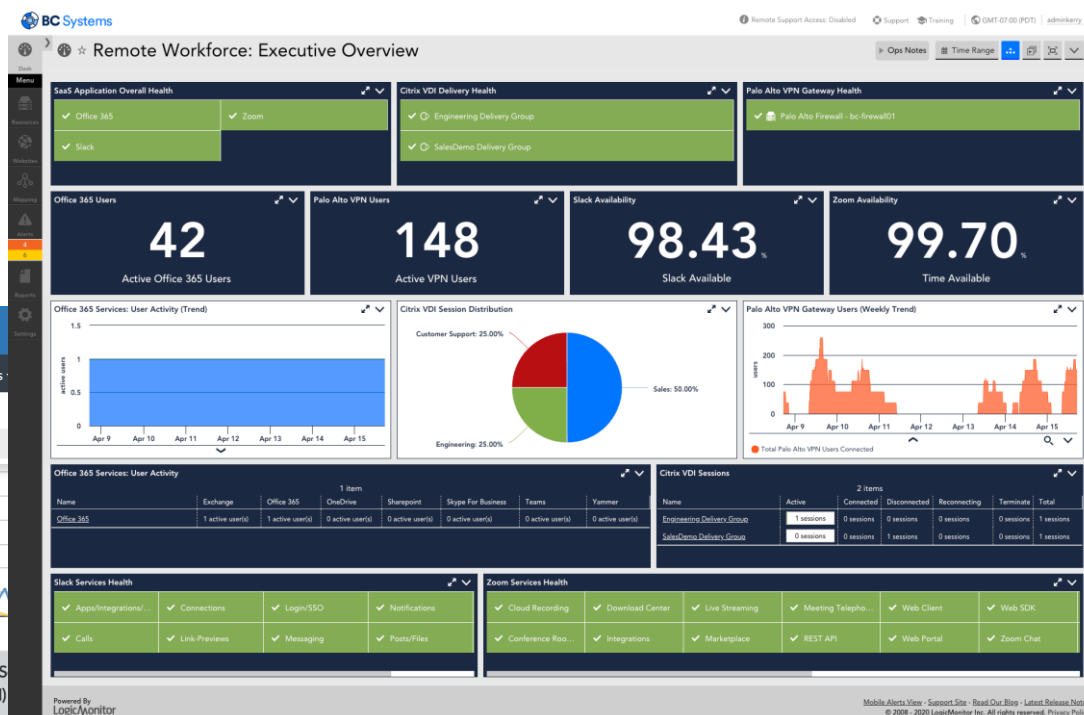 BC Systems
Remote Support Access: Disabled Support Training GMT-07:00 (PDT) adminkerry
Remote Workforce: Executive Overview
Ops Notes Time Range
Dash
Menu
Resources
Websites
Mapping
Alerts
4
6
Reports
Settings
SaaS Application Overall Health
Office 365 Zoom
Slack
Citrix VDI Delivery Health
Engineering Delivery Group
SalesDemo Delivery Group
Palo Alto VPN Gateway Health
Palo Alto Firewall - bc-firewall01
Office 365 Users
42
Active Office 365 Users
Palo Alto VPN Users
148
Active VPN Users
Slack Availability
98.43 %
Slack Available
Zoom Availability
99.70 %
Time Available
Office 365 Services: User Activity (Trend)
active users
1.5
1
0.5
0
Apr 9 Apr 10 Apr 11 Apr 12 Apr 13 Apr 14 Apr 15
Citrix VDI Session Distribution
Customer Support: 25.00%
Sales: 50.00%
Engineering: 25.00%
Palo Alto VPN Gateway Users (Weekly Trend)
users
300
200
100
0
Apr 9 Apr 10 Apr 11 Apr 12 Apr 13 Apr 14 Apr 15
Total Palo Alto VPN Users Connected
Office 365 Services: User Activity
1 item
Name Exchange Office 365 OneDrive Sharepoint Skype For Business Teams Yammer
Office 365 1 active user(s) 1 active user(s) 0 active user(s) 0 active user(s) 0 active user(s) 0 active user(s) 0 active user(s)
Citrix VDI Sessions
2 items
Name Active Connected Disconnected Reconnecting Terminate Total
Engineering Delivery Group 1 sessions 0 sessions 0 sessions 0 sessions 0 sessions 1 sessions
SalesDemo Delivery Group 0 sessions 0 sessions 1 sessions 0 sessions 0 sessions 1 sessions
Slack Services Health
Apps/Integrations/... Connections Login/SSO Notifications
Calls Link-Previews Messaging Posts/Files
Zoom Services Health
Cloud Recording Download Center Live Streaming Meeting Telepho... Web Client Web SDK
Conference Roo... Integrations Marketplace REST API Web Portal Zoom Chat
Powered By
LogicMonitor
Mobile Alerts View - Support Site - Read Our Blog - Latest Release Not
© 2008 - 2020 LogicMonitor Inc. All rights reserved. Privacy Poli